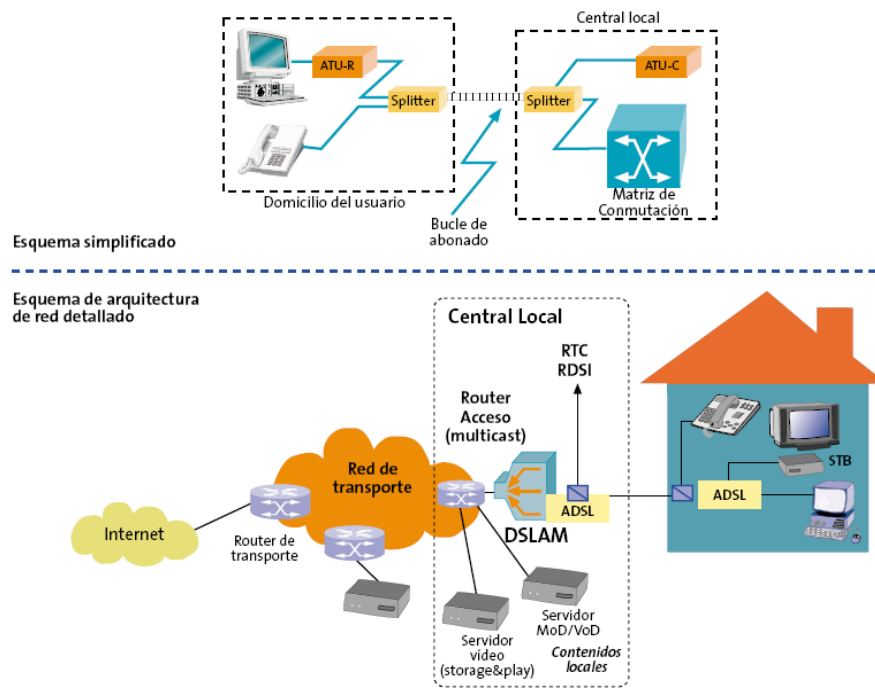 Central local
ATU-R
ATU-C
Splitter
Splitter
Domicilio del usuario
Matriz de
Conmutación
Bucle de
abonado
Esquema simplificado
Esquema de arquitectura
de red detallado
Central Local
RTC
RDSI
Router
Acceso
(multicast)
Red de
transporte
STB
ADSL
ADSL
Internet
DSLAM
Router de
transporte
Servidor
MoD/VoD
Servidor
vídeo
(storage&play)
Contenidos
locales